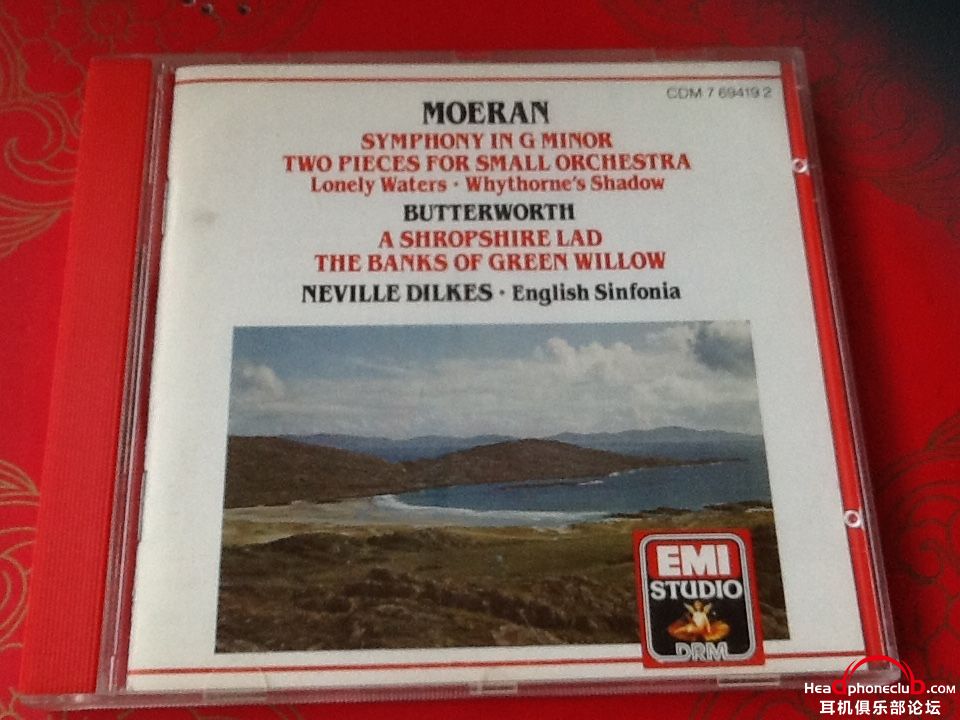 CDM 7 69419 2
MOERAN
SYMPHONY IN G MINOR
TWO PIECES FOR SMALL ORCHESTRA
Lonely Waters · Whythorne's Shadow
BUTTERWORTH
A SHROPSHIRE LAD
THE BANKS OF GREEN WILLOW
NEVILLE DILKES · English Sinfonia
EMI
STUDIO
DRM
Headphoneclub.com
耳机俱乐部论坛